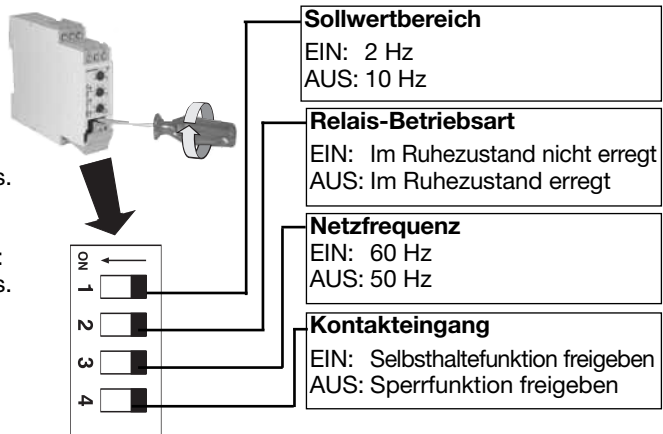 Sollwertbereich
EIN: 2 Hz
AUS: 10 Hz
Relais-Betriebsart
EIN: Im Ruhezustand nicht erregt
AUS: Im Ruhezustand erregt
Netzfrequenz
EIN: 60 Hz
AUS: 50 Hz
Kontakteingang
EIN: Selbsthaltefunktion freigeben
AUS: Sperrfunktion freigeben
s.
:
s.
ON
1
2
3
4